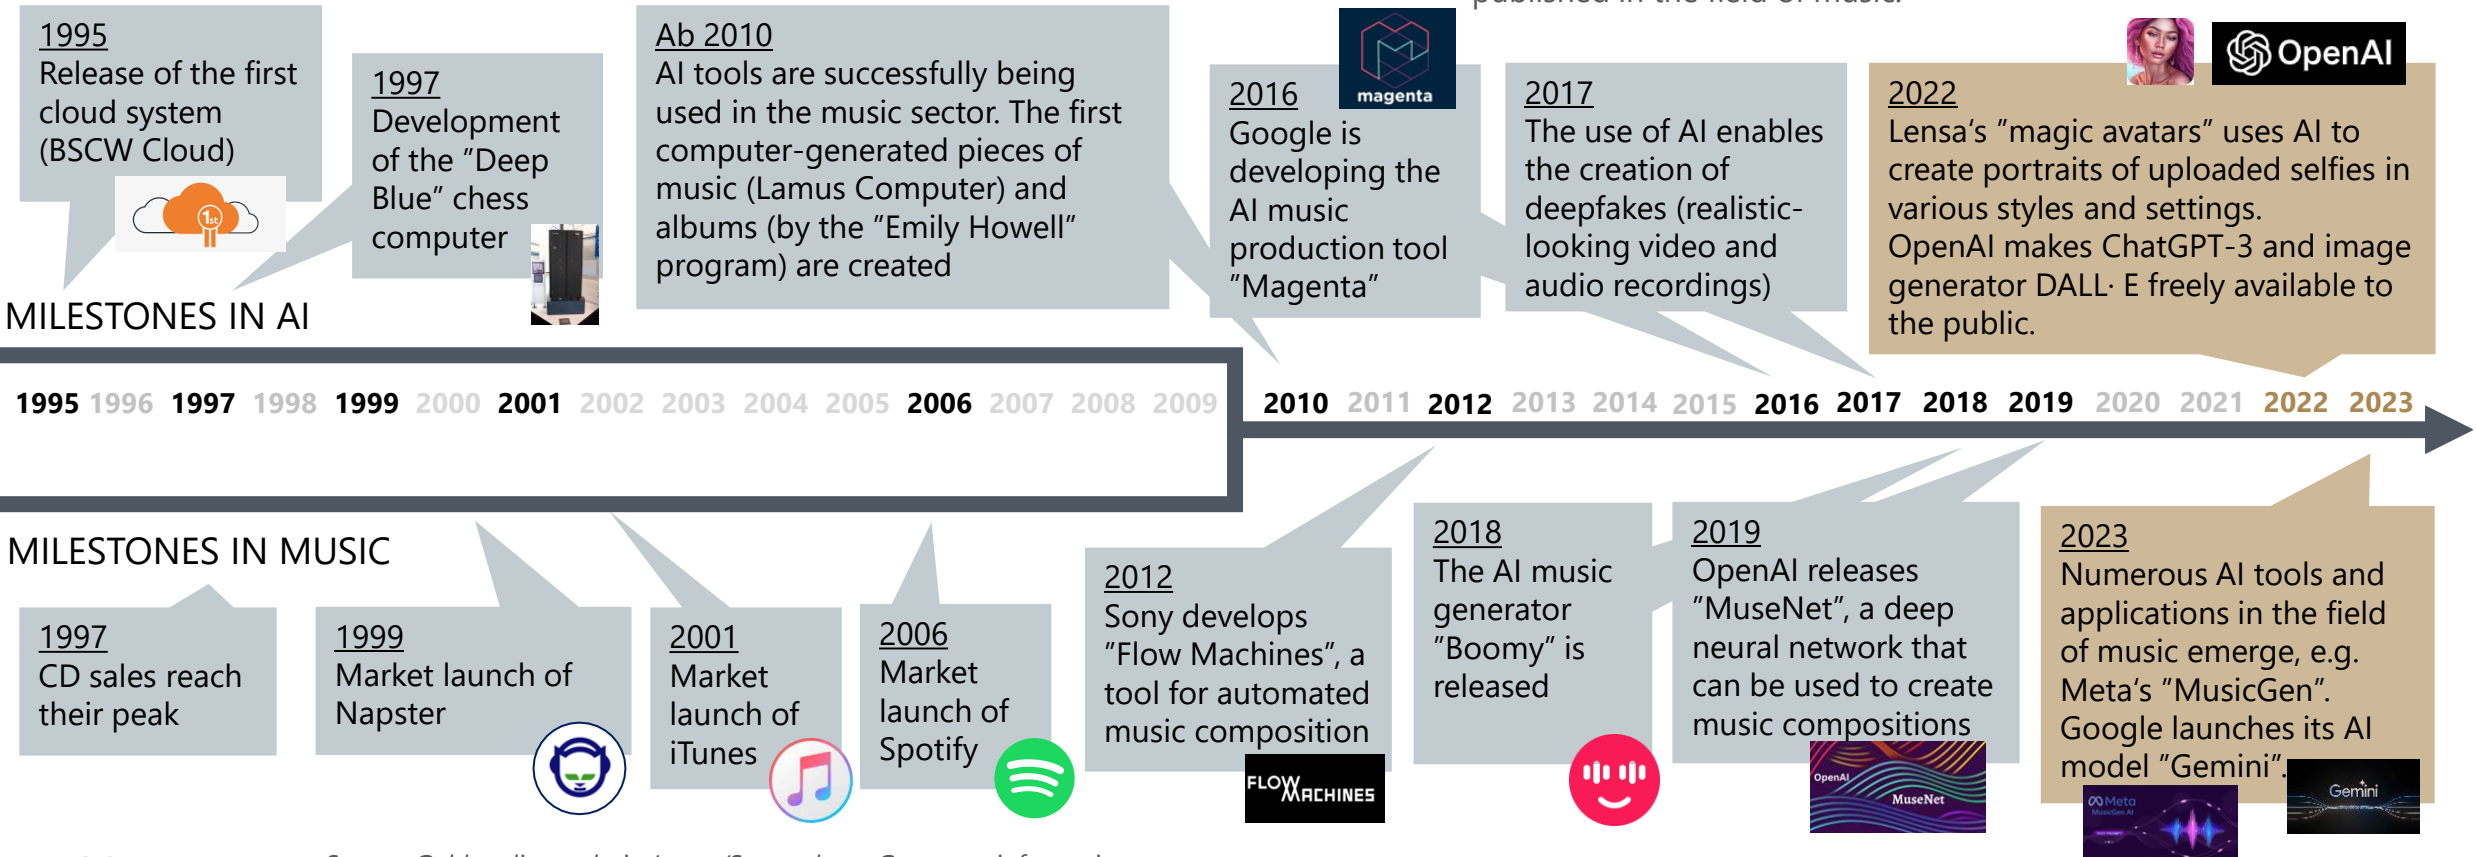 published in the field of music.
1995
Release of the first
cloud system
(BSCW Cloud)
1st
1997
Development
of the ”Deep
Blue” chess
computer
Ab 2010
AI tools are successfully being
used in the music sector. The first
computer-generated pieces of
music (Lamus Computer) and
albums (by the ”Emily Howell”
program) are created
magenta
2016
Google is
developing the
AI music
production tool
”Magenta”
2017
The use of AI enables
the creation of
deepfakes (realistic-
looking video and
audio recordings)
OpenAI
2022
Lensa‘s ”magic avatars” uses AI to
create portraits of uploaded selfies in
various styles and settings.
OpenAI makes ChatGPT-3 and image
generator DALL· E freely available to
the public.
MILESTONES IN AI
1995 1996 1997 1998 1999 2000 2001 2002 2003 2004 2005 2006 2007 2008 2009 2010 2011 2012 2013 2014 2015 2016 2017 2018 2019 2020 2021 2022 2023
MILESTONES IN MUSIC
1997
CD sales reach
their peak
1999
Market launch of
Napster
2001
Market
launch of
iTunes
2006
Market
launch of
Spotify
2012
Sony develops
”Flow Machines”, a
tool for automated
music composition
FLOW MACHINES
2018
The AI music
generator
”Boomy” is
released
2019
OpenAI releases
”MuseNet”, a deep
neural network that
can be used to create
music compositions
OpenAI
MuseNet
2023
Numerous AI tools and
applications in the field
of music emerge, e.g.
Meta‘s ”MusicGen”.
Google launches its AI
model ”Gemini”.
Gemini
Meta
MusicGen AI